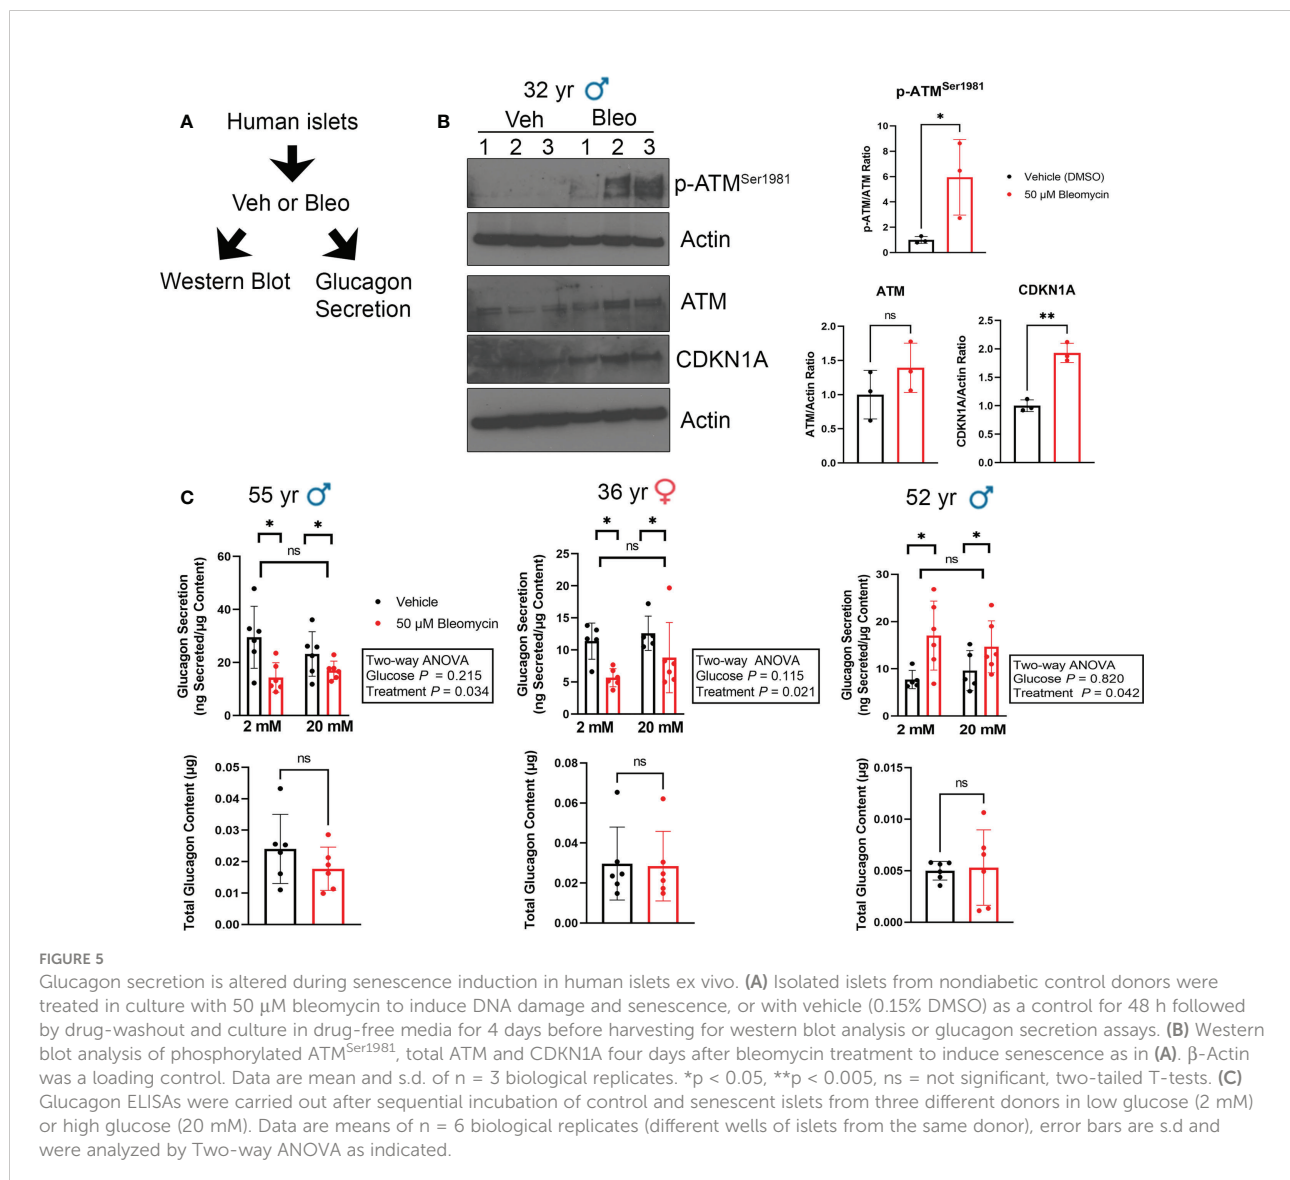 A
Human islets
Veh or Bleo
Western Blot
Glucagon
Secretion
B
32 yr ♂
Veh Bleo
1 2 3 1 2 3
p-ATMSer1981
Actin
ATM
CDKN1A
Actin
p-ATMSer1981
*
p-ATM/ATM Ratio
10
8
6
4
2
0
Vehicle (DMSO)
50 µM Bleomycin
ATM
ns
ATM/Actin Ratio
2.0
1.5
1.0
0.5
0.0
CDKN1A
**
CDKN1A/Actin Ratio
2.5
2.0
1.5
1.0
0.5
0.0
C
55 yr ♂
* *
ns
Glucagon Secretion
(ng Secreted/µg Content)
60
40
20
0
2 mM 20 mM
Vehicle
50 µM Bleomycin
Two-way ANOVA
Glucose P = 0.215
Treatment P = 0.034
36 yr ♀
* *
ns
Glucagon Secretion
(ng Secreted/µg Content)
25
20
15
10
5
0
2 mM 20 mM
Two-way ANOVA
Glucose P = 0.115
Treatment P = 0.021
52 yr ♂
* *
ns
Glucagon Secretion
(ng Secreted/µg Content)
30
20
10
0
2 mM 20 mM
Two-way ANOVA
Glucose P = 0.820
Treatment P = 0.042
ns
Total Glucagon Content (µg)
0.05
0.04
0.03
0.02
0.01
0.00
ns
Total Glucagon Content (µg)
0.08
0.06
0.04
0.02
0.00
ns
Total Glucagon Content (µg)
0.015
0.010
0.005
0.000
FIGURE 5
Glucagon secretion is altered during senescence induction in human islets ex vivo. (A) Isolated islets from nondiabetic control donors were
treated in culture with 50 µM bleomycin to induce DNA damage and senescence, or with vehicle (0.15% DMSO) as a control for 48 h followed
by drug-washout and culture in drug-free media for 4 days before harvesting for western blot analysis or glucagon secretion assays. (B) Western
blot analysis of phosphorylated ATMSer1981, total ATM and CDKN1A four days after bleomycin treatment to induce senescence as in (A). β-Actin
was a loading control. Data are mean and s.d. of n = 3 biological replicates. *p < 0.05, **p < 0.005, ns = not significant, two-tailed T-tests. (C)
Glucagon ELISAs were carried out after sequential incubation of control and senescent islets from three different donors in low glucose (2 mM)
or high glucose (20 mM). Data are means of n = 6 biological replicates (different wells of islets from the same donor), error bars are s.d and
were analyzed by Two-way ANOVA as indicated.